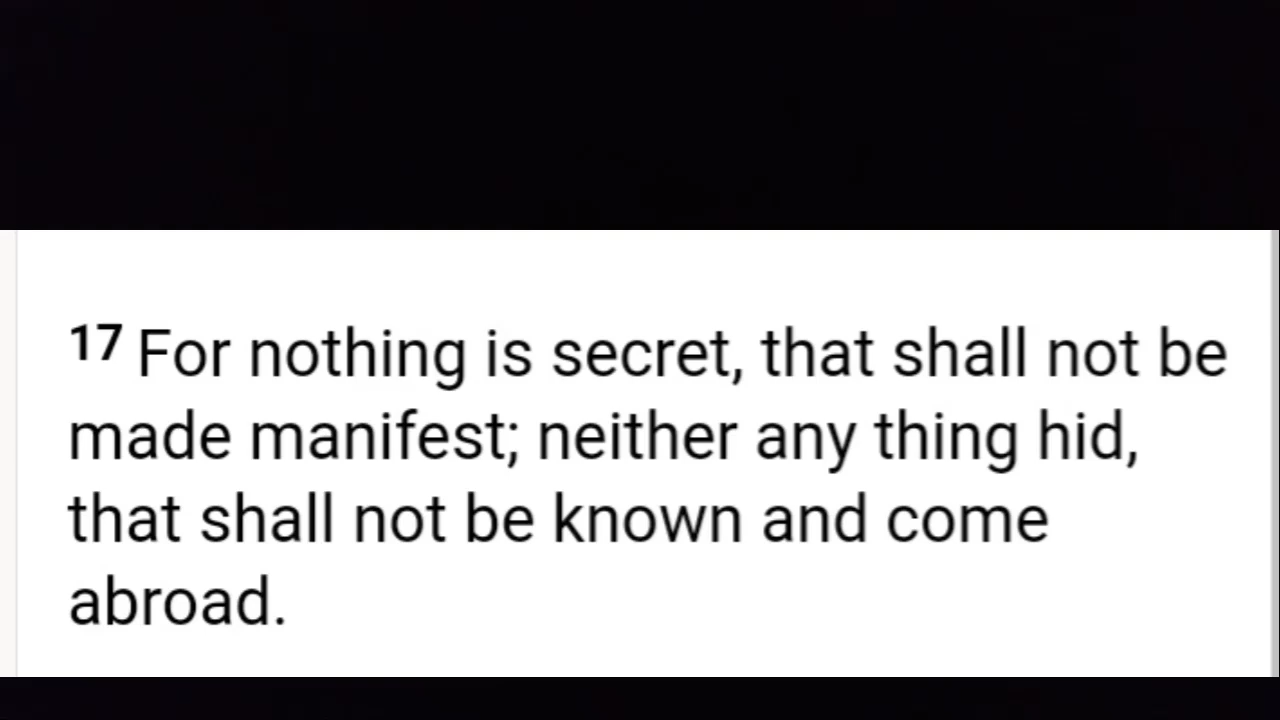 17 For nothing is secret, that shall not be
made manifest; neither any thing hid,
that shall not be known and come
abroad.